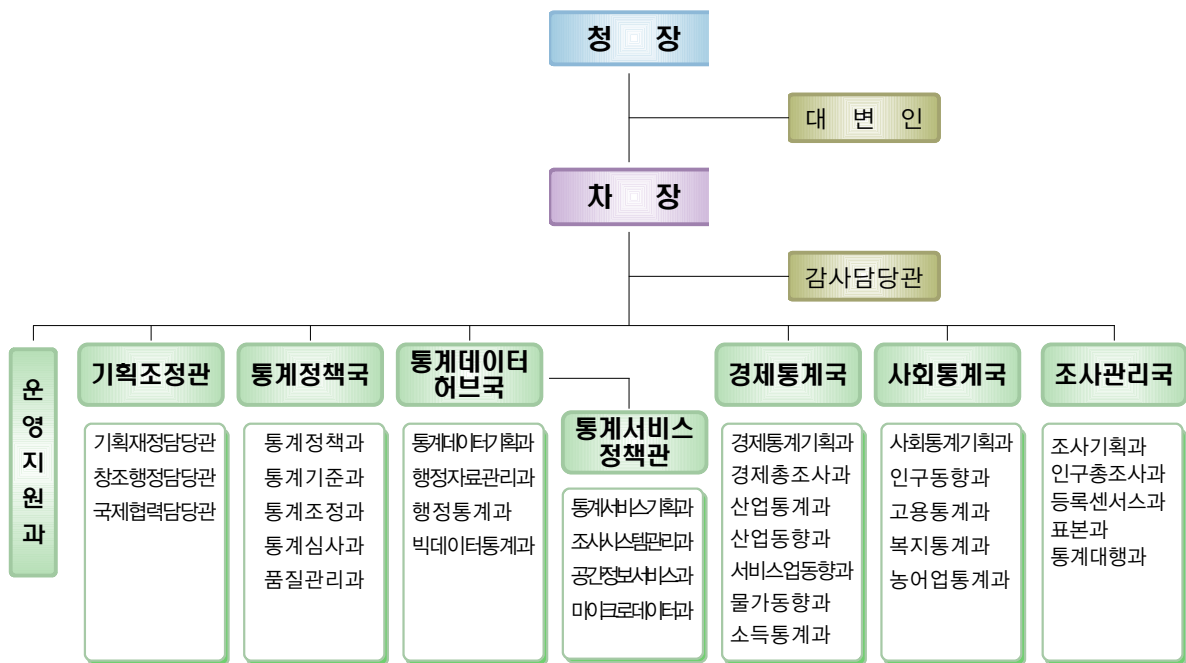 청 장
대 변 인
차 장
감사담당관
운영지원과
기획조정관
기획재정담당관
창조행정담당관
국제협력담당관
통계정책국
통계정책과
통계기준과
통계조정과
통계심사과
품질관리과
통계데이터
허브국
통계데이터기획과
행정자료관리과
행정통계과
빅데이터통계과
통계서비스
정책관
통계서비스기획과
조사시스템관리과
공간정보서비스과
마이크로데이터과
경제통계국
경제통계기획과
경제총조사과
산업통계과
산업동향과
서비스업동향과
물가동향과
소득통계과
사회통계국
사회통계기획과
인구동향과
고용통계과
복지통계과
농어업통계과
조사관리국
조사기획과
인구총조사과
등록센서스과
표본과
통계대행과